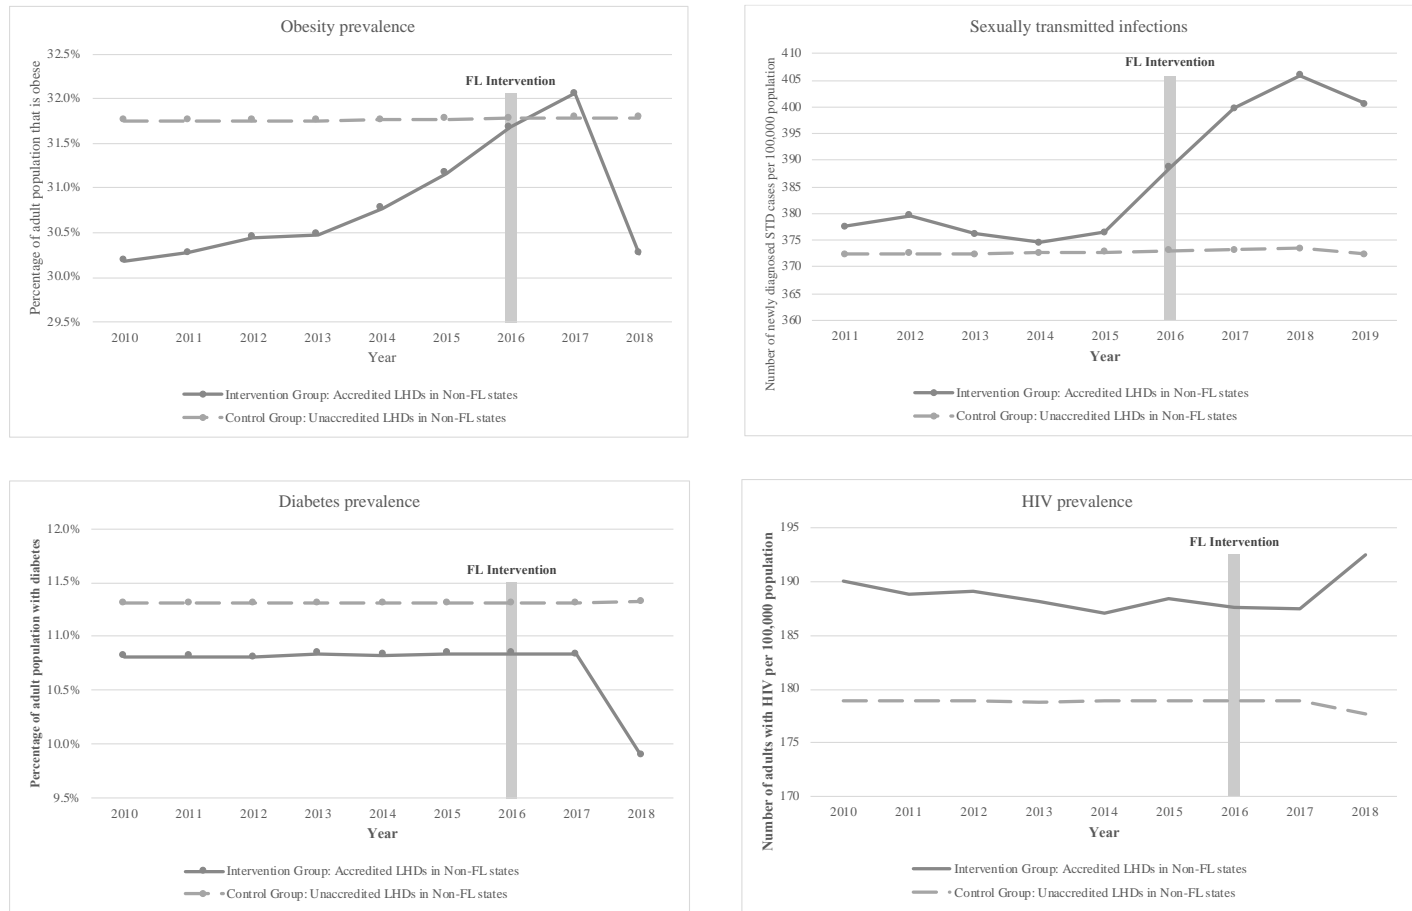 Obesity prevalence
Percentage of adult population that is obese
32.5%
32.0%
31.5%
31.0%
30.5%
30.0%
29.5%
FL Intervention
2010 2011 2012 2013 2014 2015 2016 2017 2018
Year
Intervention Group: Accredited LHDs in Non-FL states
Control Group: Unaccredited LHDs in Non-FL states
Sexually transmitted infections
Number of newly diagnosed STD cases per 100,000 population
410
405
400
395
390
385
380
375
370
365
360
FL Intervention
2011 2012 2013 2014 2015 2016 2017 2018 2019
Year
Intervention Group: Accredited LHDs in Non-FL states
Control Group: Unaccredited LHDs in Non-FL states
Diabetes prevalence
Percentage of adult population with diabetes
12.0%
11.5%
11.0%
10.5%
10.0%
9.5%
FL Intervention
2010 2011 2012 2013 2014 2015 2016 2017 2018
Year
Intervention Group: Accredited LHDs in Non-FL states
Control Group: Unaccredited LHDs in Non-FL states
HIV prevalence
Number of adults with HIV per 100,000 population
195
190
185
180
175
170
FL Intervention
2010 2011 2012 2013 2014 2015 2016 2017 2018
Year
Intervention Group: Accredited LHDs in Non-FL states
Control Group: Unaccredited LHDs in Non-FL states